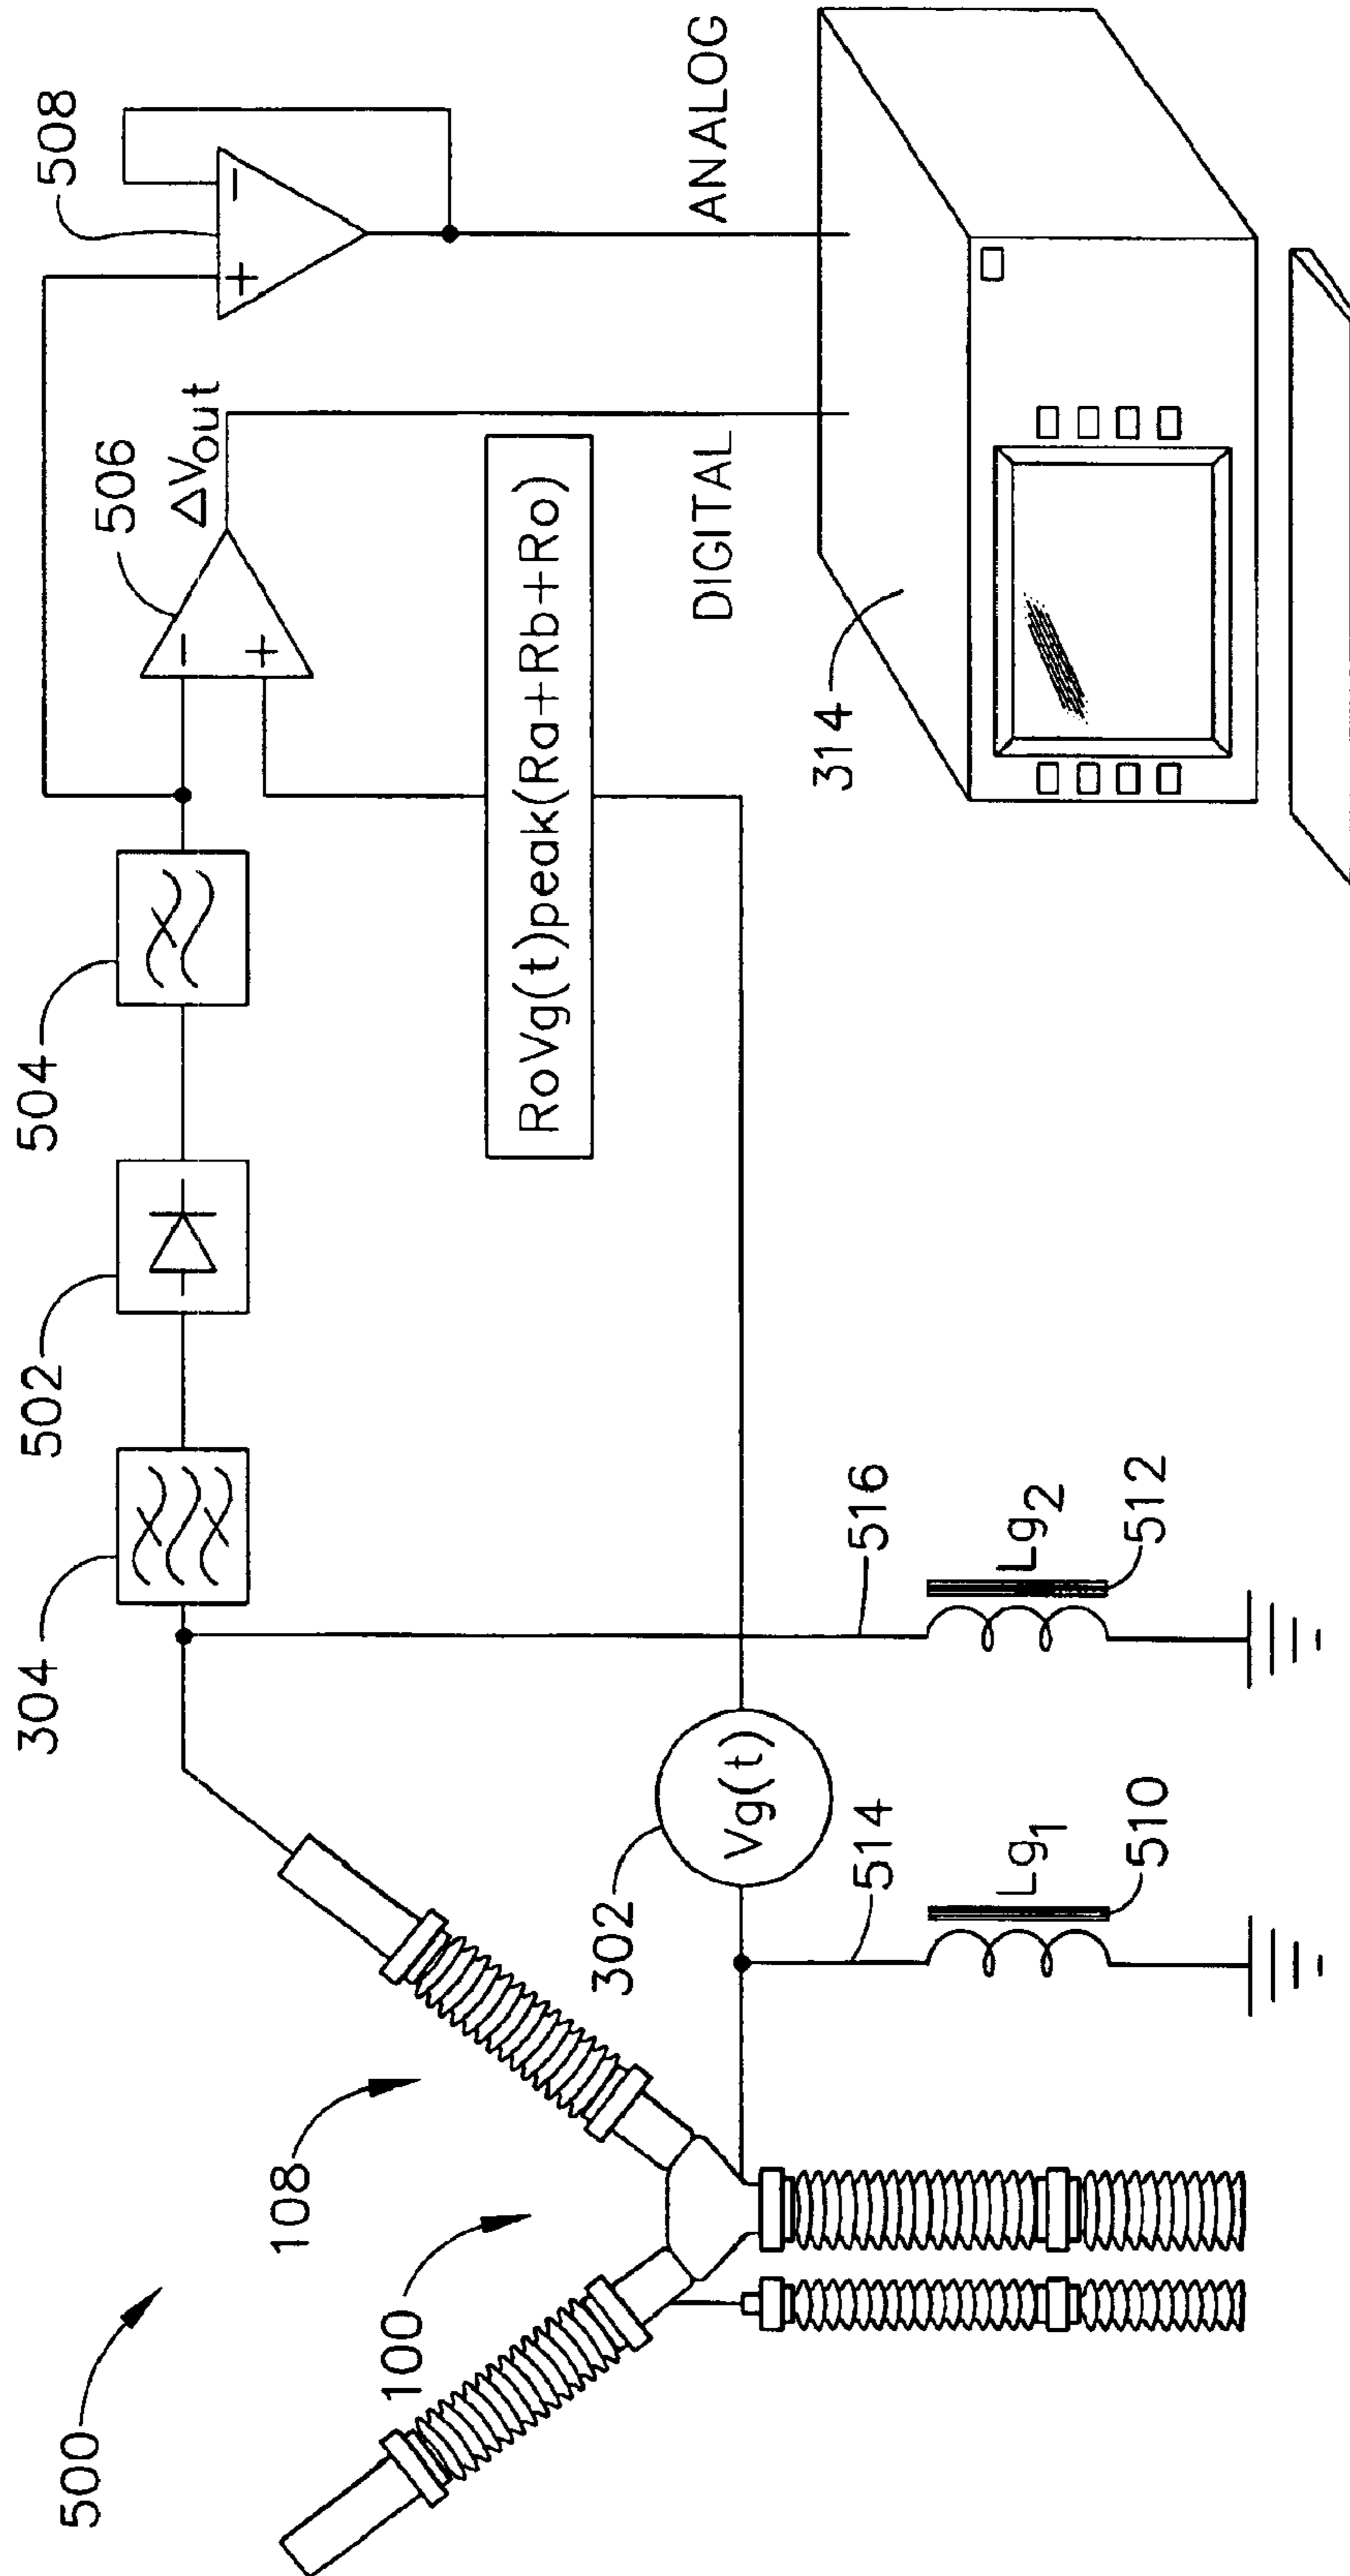 500
100
108
304
502
504
506
508
ΔVout
RoVg(t)peak(Ra+Rb+Ro)
302
Vg(t)
514
516
Lg1
510
Lg2
512
DIGITAL
ANALOG
314